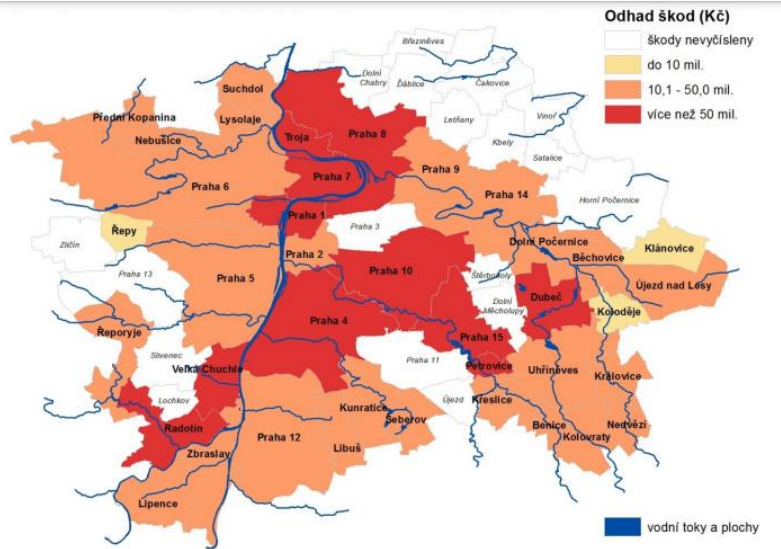 Odhad škod (Kč)
škody nevyčísleny
do 10 mil.
10,1 - 50,0 mil.
více než 50 mil.
Březiněves
Dolní
Chabry
Ďáblice
Čakovice
Suchdol
Přední Kopanina
Lysolaje
Nebušice
Troja
Praha 8
Letňany
Vinoř
Kbely
Satalice
Praha 9
Praha 7
Praha 6
Praha 14
Horní Počernice
Praha 1
Praha 3
Řepy
Zličín
Praha 2
Dolní Počernice
Klánovice
Běchovice
Praha 13
Praha 5
Praha 10
Štěrboholy
Újezd nad Lesy
Dubeč
Dolní
Měcholupy
Koloděje
Praha 4
Řeporyje
Praha 15
Slivenec
Velká Chuchle
Praha 11
Petrovice
Uhříněves
Královice
Lochkov
Kunratice
Újezd
Křeslice
Šeberov
Radotín
Praha 12
Libuš
Benice
Nedvězí
Kolovraty
Zbraslav
Lipence
vodní toky a plochy